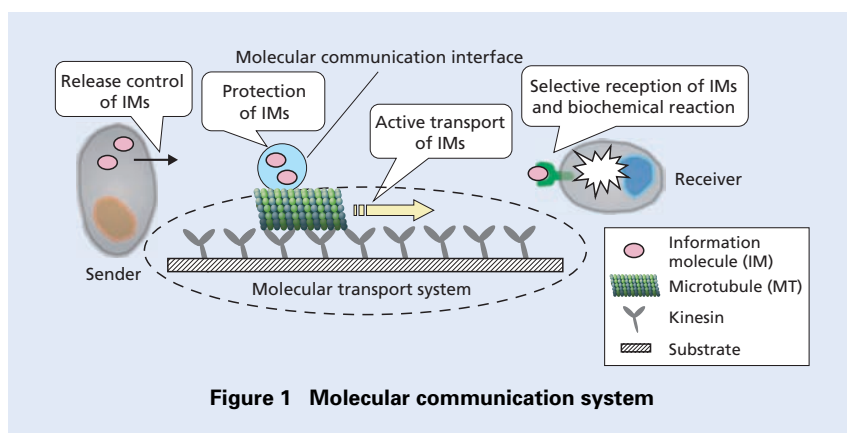 Molecular communication interface
Release control
of IMs
Protection
of IMs
Active transport
of IMs
Selective reception of IMs
and biochemical reaction
Receiver
Sender
Molecular transport system
Information
molecule (IM)
Microtubule (MT)
Kinesin
Substrate
Figure 1 Molecular communication system